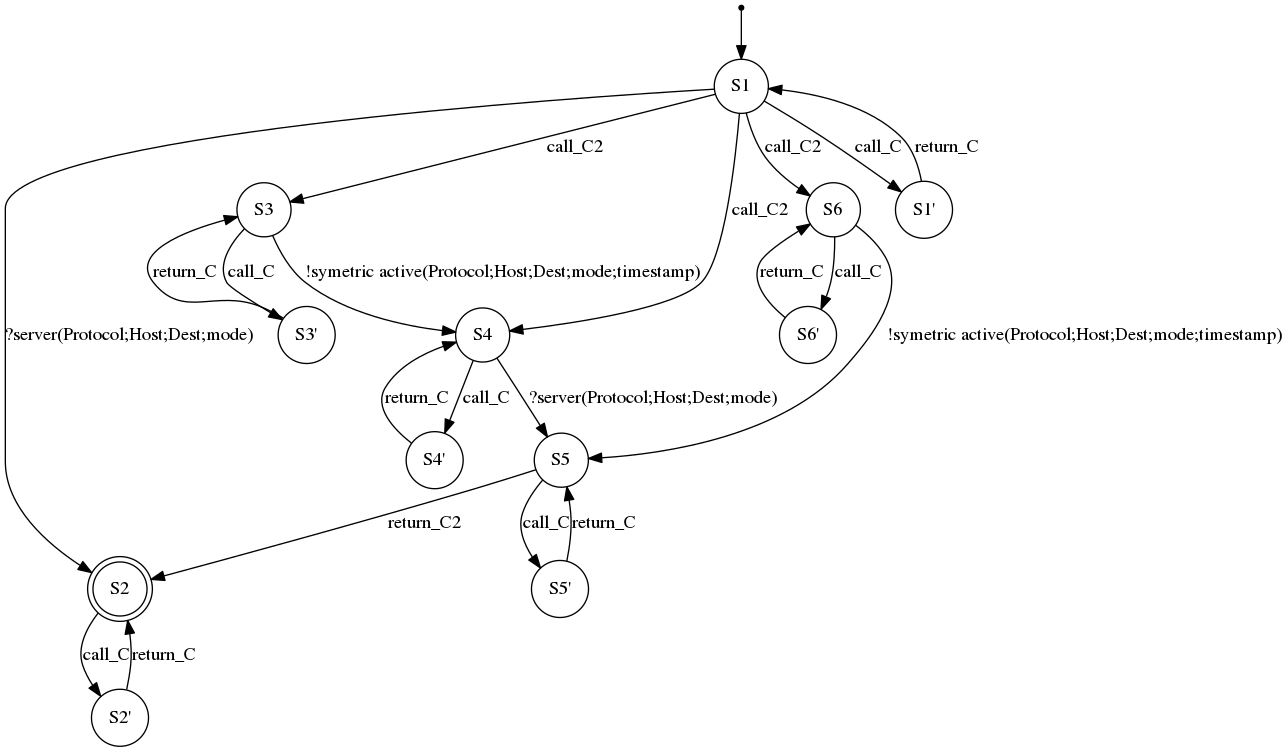 S1
call_C2
call_C2
call_C
return_C
S3
call_C2
S6
S1'
return_C
call_C
!symetric active(Protocol;Host;Dest;mode;timestamp)
return_C
call_C
?server(Protocol;Host;Dest;mode)
S3'
S4
S6'
!symetric active(Protocol;Host;Dest;mode;timestamp)
return_C
call_C
?server(Protocol;Host;Dest;mode)
S4'
S5
return_C2
call_C
return_C
S2
S5'
call_C
return_C
S2'